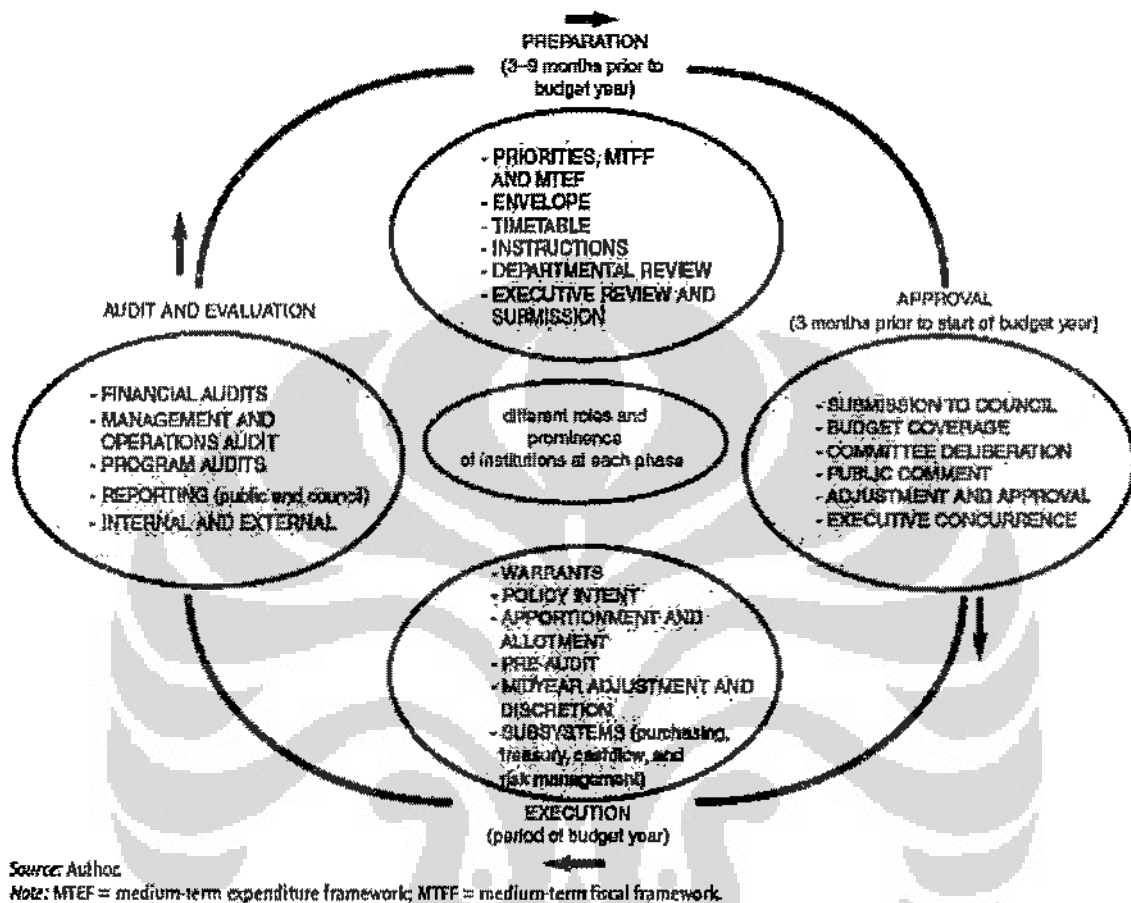 PREPARATION
(3–9 months prior to
budget year)
- PRIORITIES, MTFF
AND MTEF
- ENVELOPE
- TIMETABLE
- INSTRUCTIONS
- DEPARTMENTAL REVIEW
- EXECUTIVE REVIEW AND
SUBMISSION
AUDIT AND EVALUATION
- FINANCIAL AUDITS
- MANAGEMENT AND
OPERATIONS AUDIT
- PROGRAM AUDITS
- REPORTING (public and council)
- INTERNAL AND EXTERNAL
different roles and
prominence
of institutions at each phase
APPROVAL
(3 months prior to start of budget year)
- SUBMISSION TO COUNCIL
- BUDGET COVERAGE
- COMMITTEE DELIBERATION
- PUBLIC COMMENT
- ADJUSTMENT AND APPROVAL
- EXECUTIVE CONCURRENCE
- WARRANTS
- POLICY INTENT
- APPORTIONMENT AND
ALLOTMENT
- PRE-AUDIT
- MIDYEAR ADJUSTMENT AND
DISCRETION
- SUBSYSTEMS (purchasing,
treasury, cashflow, and
risk management)
EXECUTION
(period of budget year)
Source: Author.
Note: MTEF = medium-term expenditure framework; MTFF = medium-term fiscal framework.